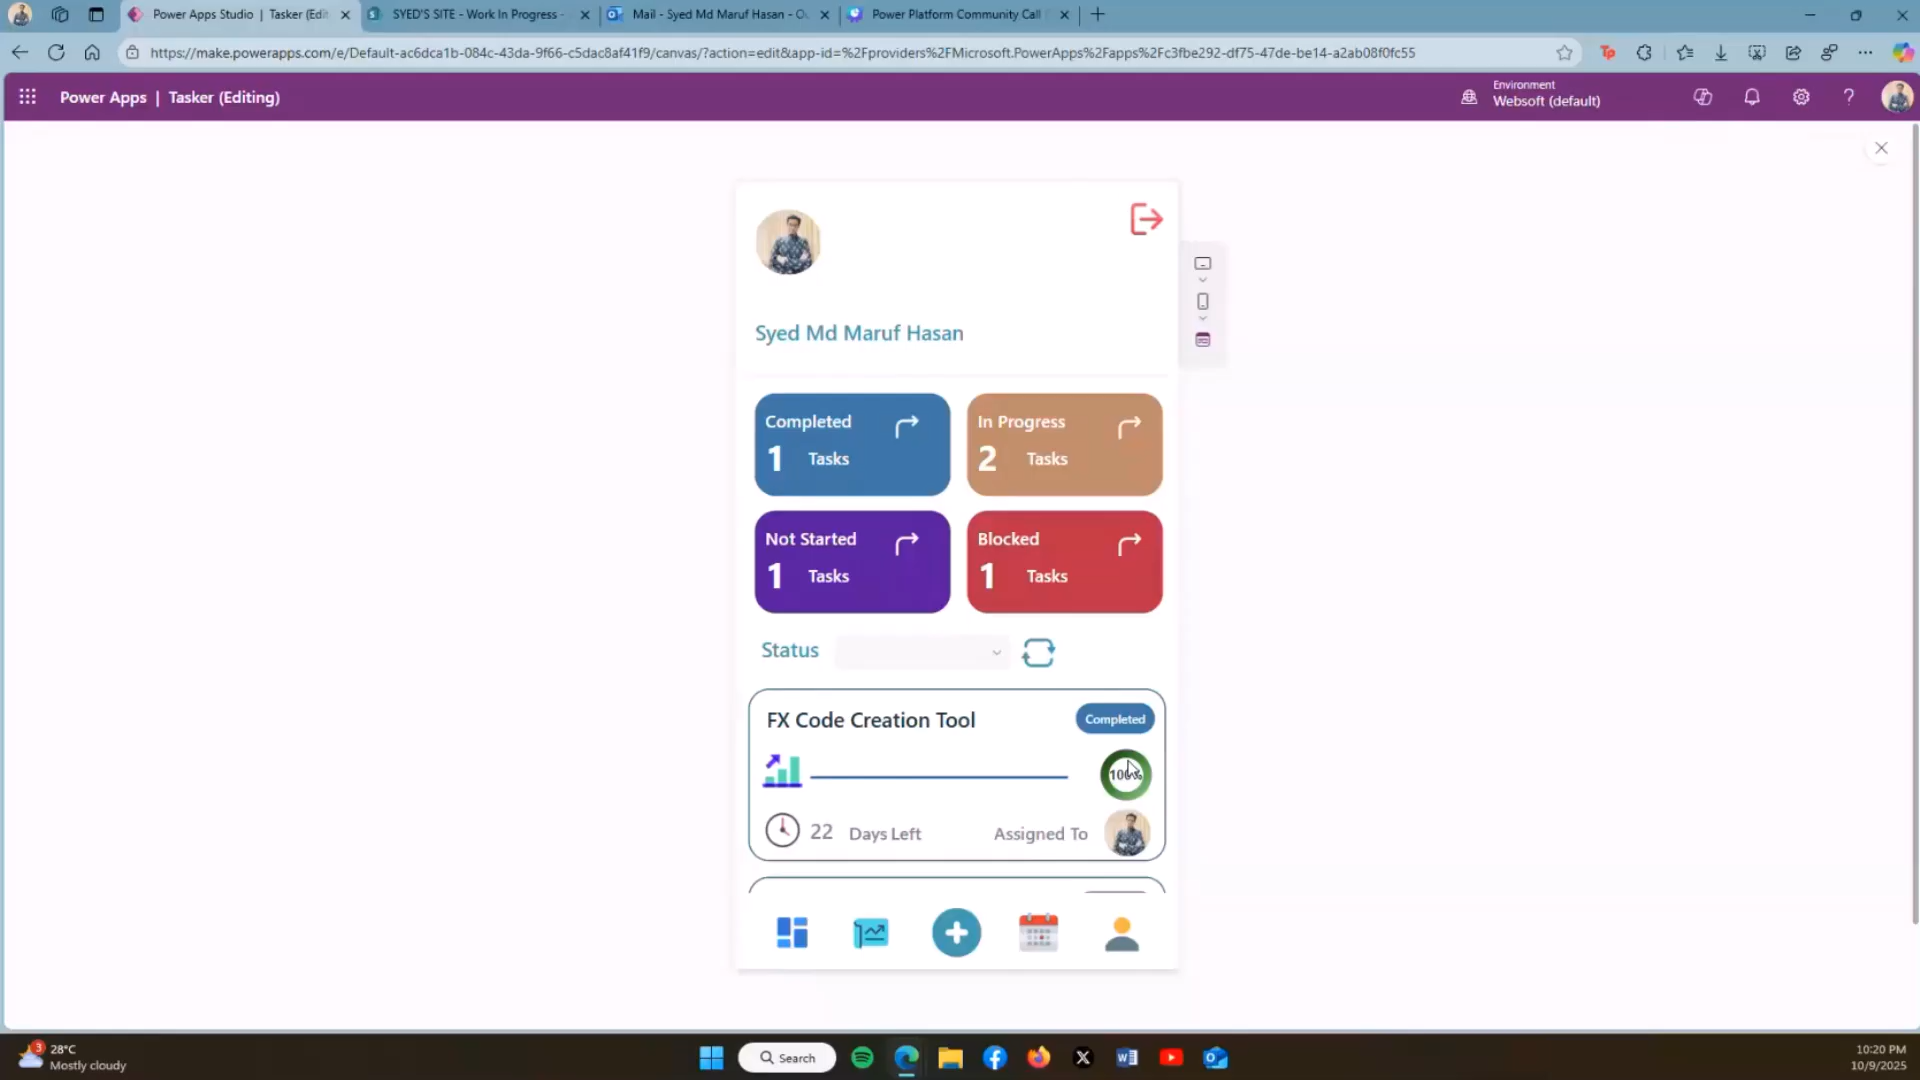 Power Apps Studio | Tasker (Edi
SYED'S SITE - Work In Progress -
Mail - Syed Md Maruf Hasan - Ou
Power Platform Community Call
https://make.powerapps.com/e/Default-ac6dca1b-084c-43da-9f66-c5dac8af41f9/canvas/?action=edit&app-id=%2Fproviders%2FMicrosoft.PowerApps%2Fapps%2Fc3fbe292-df75-47de-be14-a2ab08f0fc55
Power Apps | Tasker (Editing)
Environment
Websoft (default)
Syed Md Maruf Hasan
Completed
1 Tasks
In Progress
2 Tasks
Not Started
1 Tasks
Blocked
1 Tasks
Status
FX Code Creation Tool
Completed
100%
22 Days Left
Assigned To
3
28°C
Mostly cloudy
Search
10:20 PM
10/9/2025